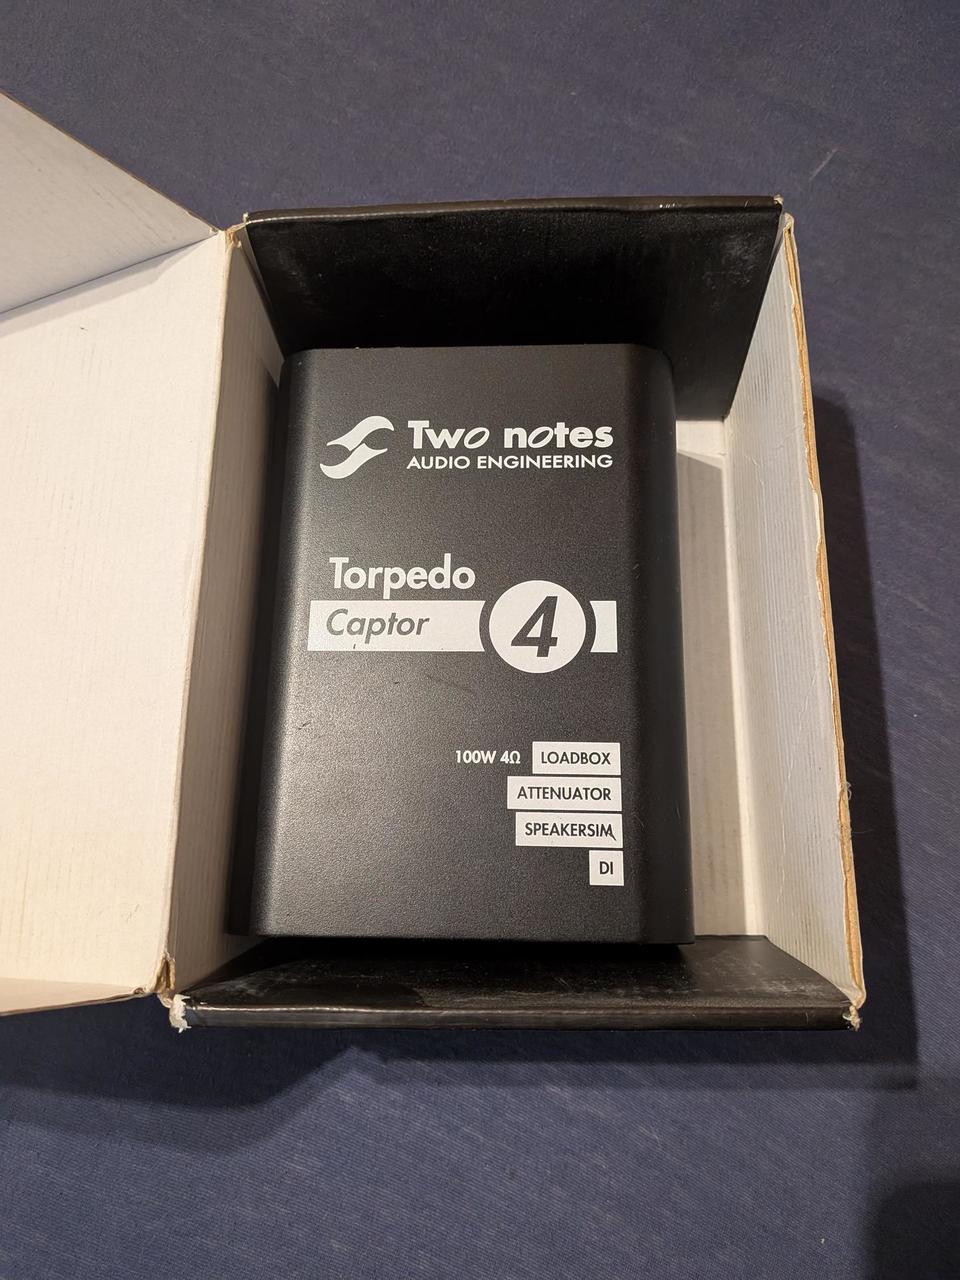 Two notes
AUDIO ENGINEERING
Torpedo
Captor 4
100W 4Ω LOADBOX
ATTENUATOR
SPEAKERSIM
DI